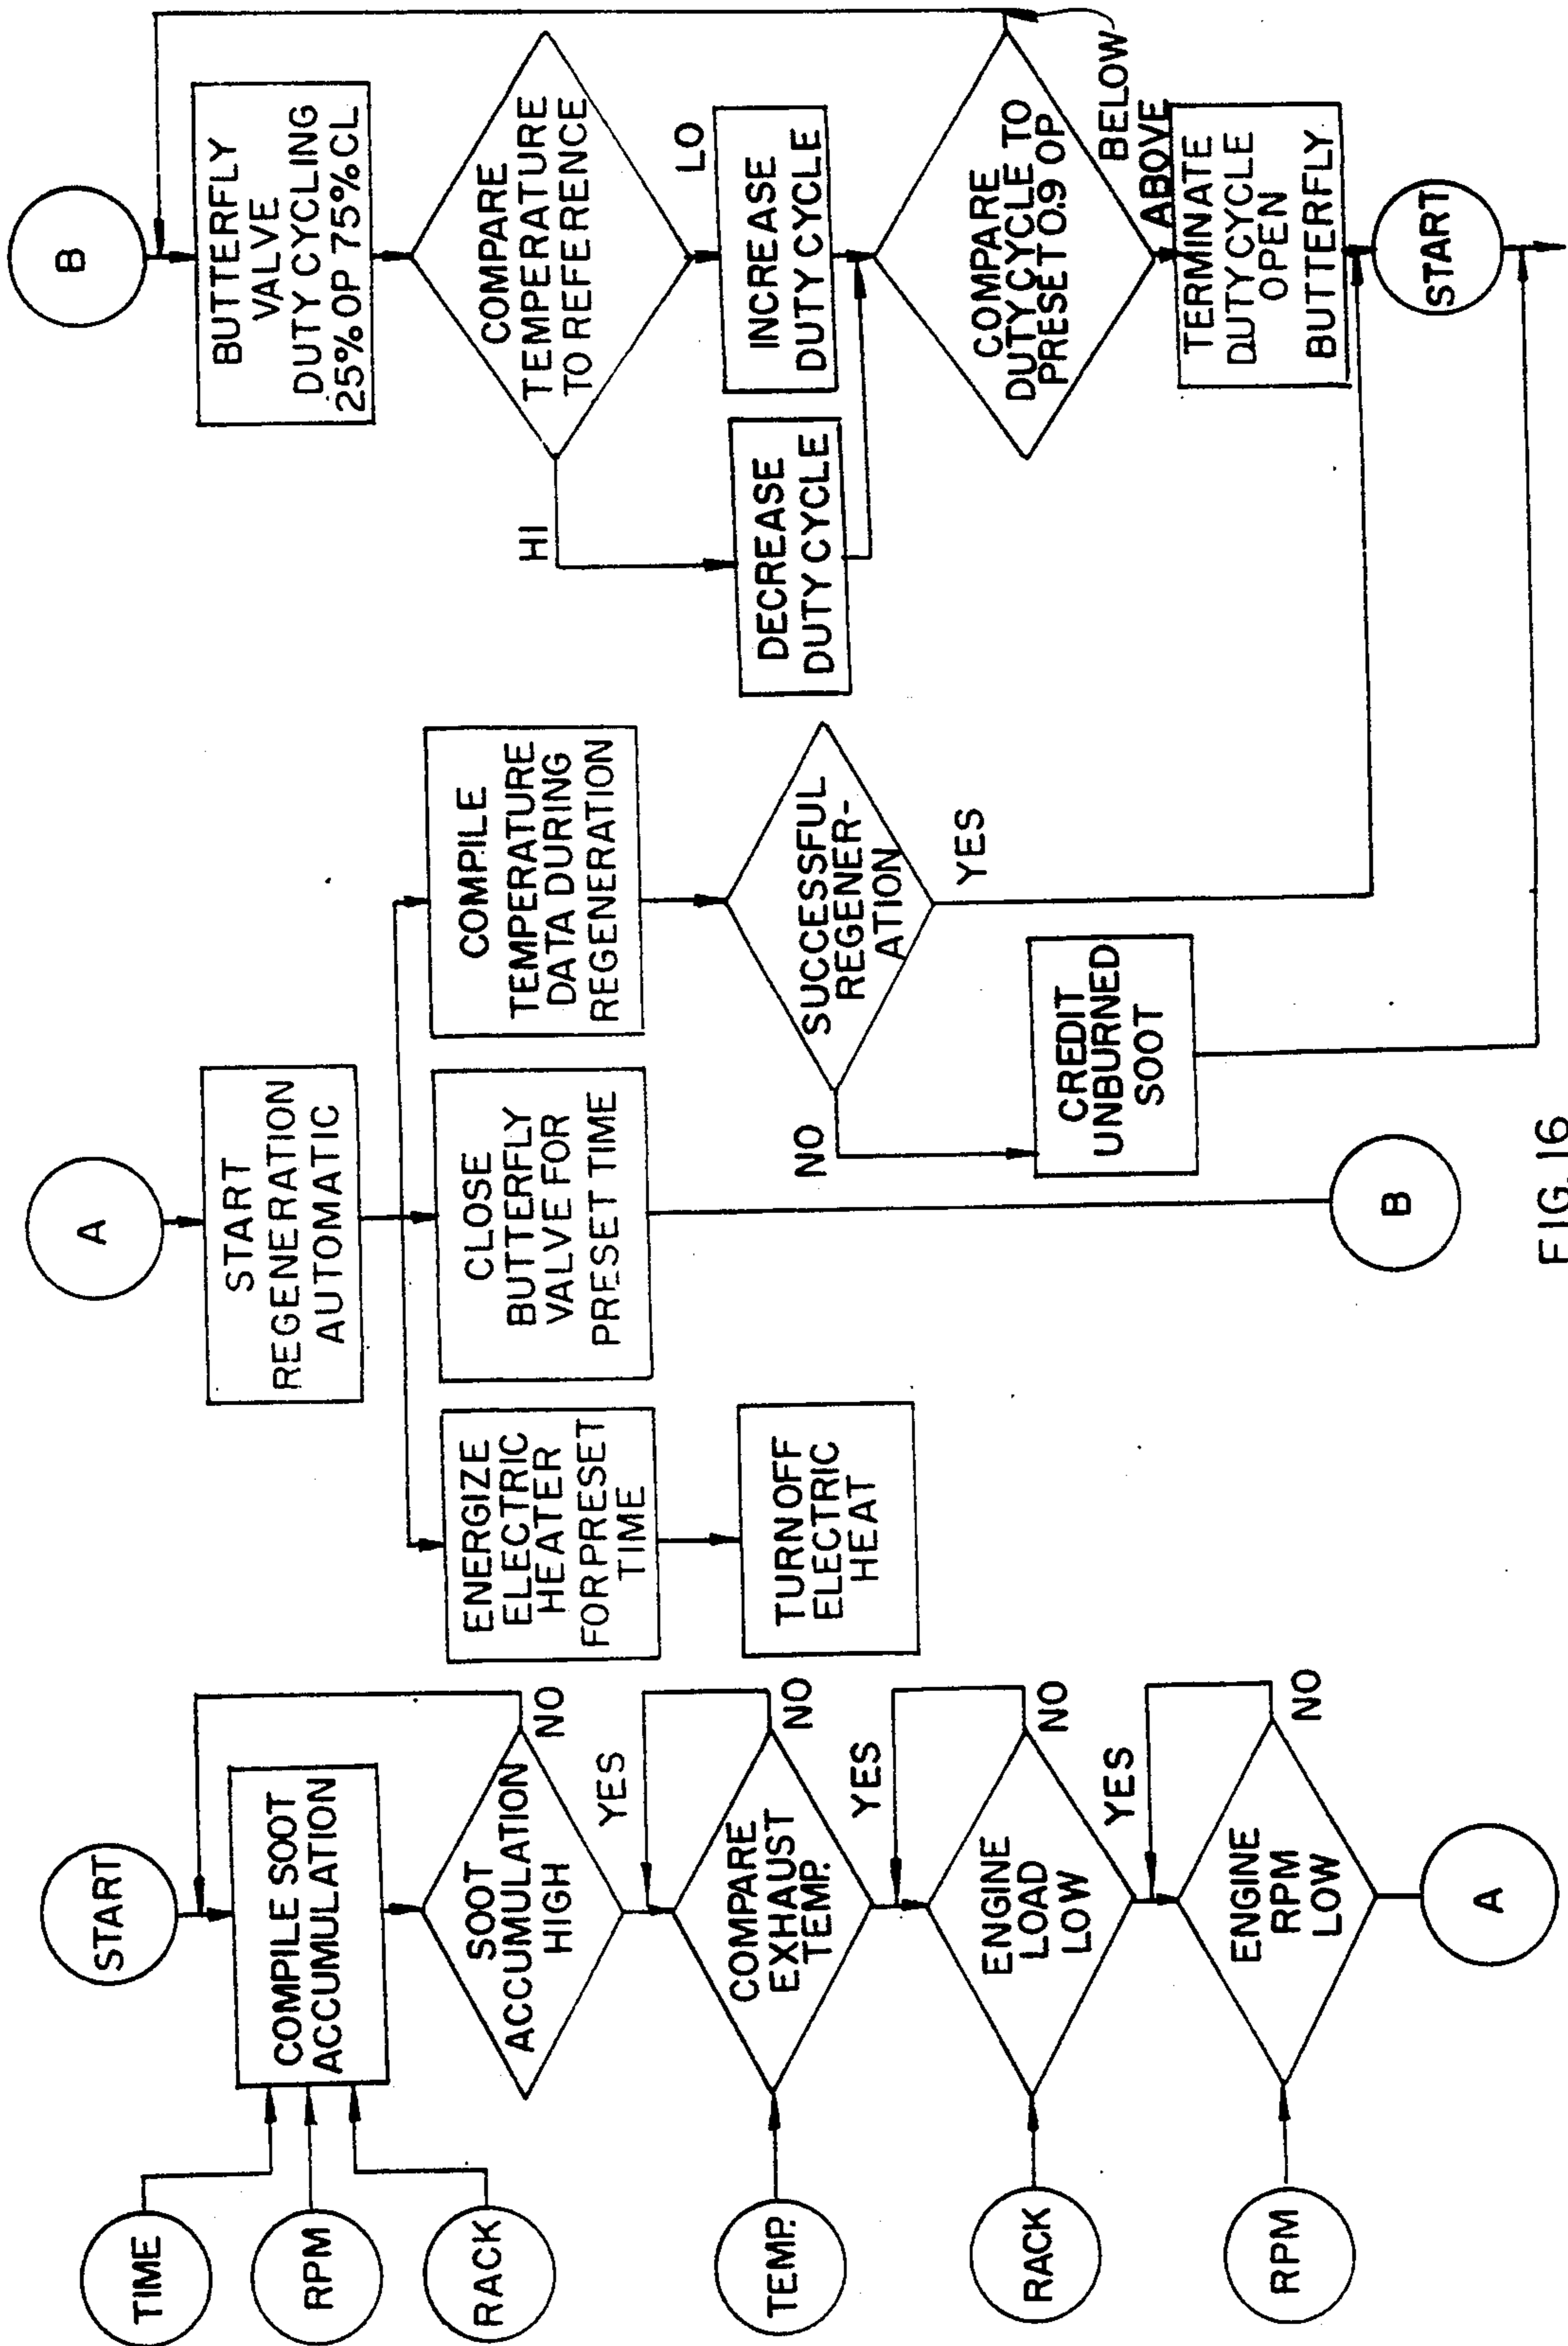 START
TIME
RPM
RACK
COMPILE SOOT
ACCUMULATION
SOOT
ACCUMULATION
HIGH
NO
YES
TEMP.
COMPARE
EXHAUST
TEMP.
NO
YES
RACK
ENGINE
LOAD
LOW
NO
YES
RPM
ENGINE
RPM
LOW
NO
A
A
START
REGENERATION
AUTOMATIC
ENERGIZE
ELECTRIC
HEATER
FOR PRESET
TIME
TURN OFF
ELECTRIC
HEAT
CLOSE
BUTTERFLY
VALVE FOR
PRESET TIME
B
COMPILE
TEMPERATURE
DATA DURING
REGENERATION
SUCCESSFUL
REGENER-
ATION
NO
YES
CREDIT
UNBURNED
SOOT
B
BUTTERFLY
VALVE
DUTY CYCLING
25% OP 75% CL
COMPARE
TEMPERATURE
TO REFERENCE
HI
LO
DECREASE
DUTY CYCLE
INCREASE
DUTY CYCLE
COMPARE
DUTY CYCLE TO
PRESET 0.9 OP
BELOW
ABOVE
TERMINATE
DUTY CYCLE
OPEN
BUTTERFLY
START
FIG. 16